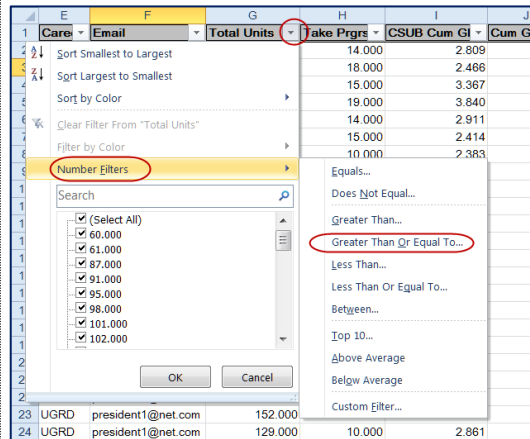 E F G H I J
1 Caree Email Total Units Take Prgrs CSUB Cum GI Cum G
2 14.000 2.809
18.000 2.466
15.000 3.367
19.000 3.840
14.000 2.911
15.000 2.414
10.000 2.383
Sort Smallest to Largest
Sort Largest to Smallest
Sort by Color
Clear Filter From "Total Units"
Filter by Color
Number Filters
Search
(Select All)
60.000
61.000
87.000
91.000
95.000
98.000
101.000
102.000
OK Cancel
Equals...
Does Not Equal...
Greater Than...
Greater Than Or Equal To...
Less Than...
Less Than Or Equal To...
Between...
Top 10...
Above Average
Below Average
Custom Filter...
23 UGRD president1@net.com 152.000
24 UGRD president1@net.com 129.000 10.000 2.861